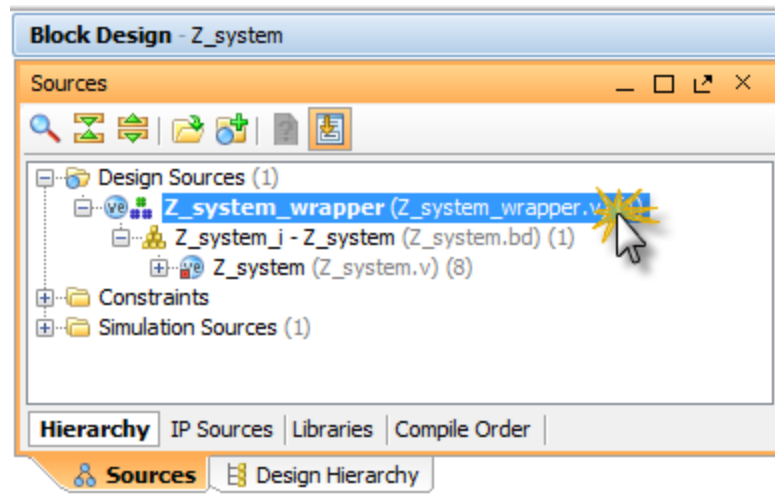 Block Design - Z_system
Sources
Design Sources (1)
Z_system_wrapper (Z_system_wrapper.v
Z_system_i - Z_system (Z_system.bd) (1)
Z_system (Z_system.v) (8)
Constraints
Simulation Sources (1)
Hierarchy IP Sources Libraries Compile Order
Sources Design Hierarchy